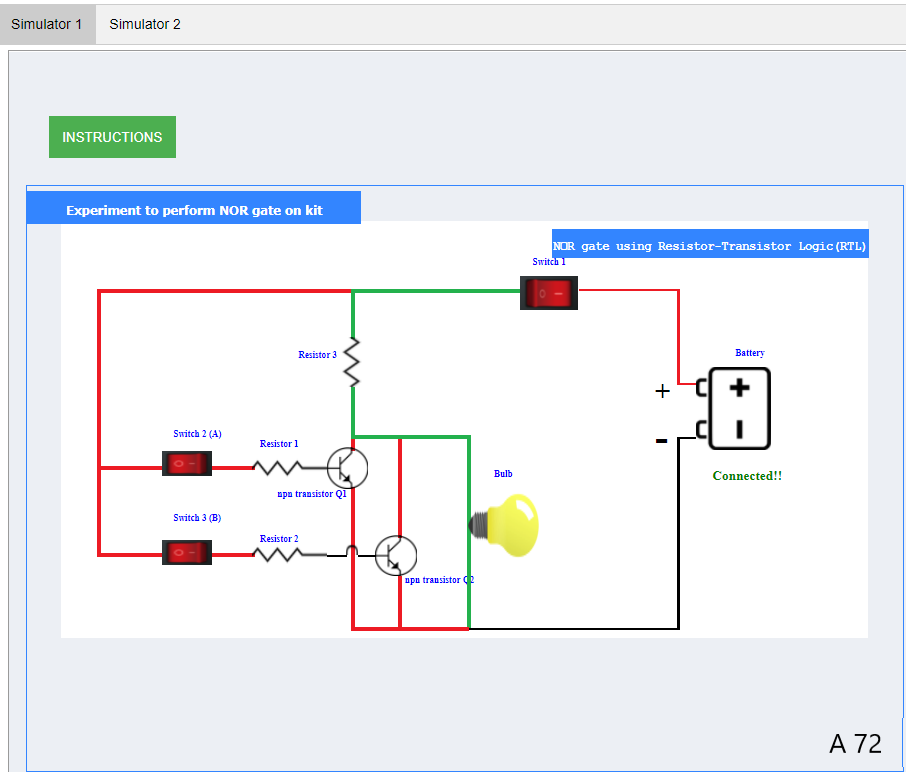 Simulator 1 Simulator 2
INSTRUCTIONS
Experiment to perform NOR gate on kit
NOR gate using Resistor-Transistor Logic(RTL)
Switch 1
Resistor 3
Battery
+
-
Connected!!
Switch 2 (A)
Resistor 1
npn transistor Q1
Bulb
Switch 3 (B)
Resistor 2
npn transistor Q2
A 72